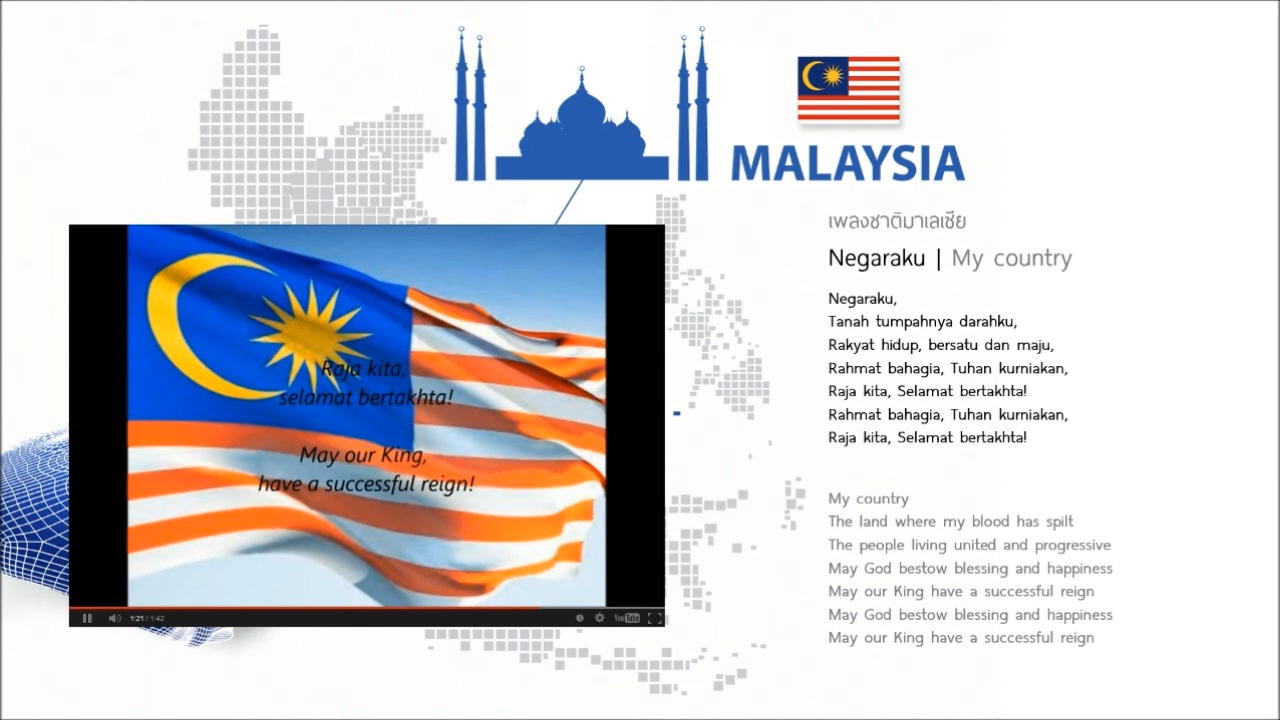 MALAYSIA
เพลงชาติมาเลเซีย
Negaraku | My country
Negaraku,
Tanah tumpahnya darahku,
Rakyat hidup, bersatu dan maju,
Rahmat bahagia, Tuhan kurniakan,
Raja kita, Selamat bertakhta!
Rahmat bahagia, Tuhan kurniakan,
Raja kita, Selamat bertakhta!
My country
The land where my blood has spilt
The people living united and progressive
May God bestow blessing and happiness
May our King have a successful reign
May God bestow blessing and happiness
May our King have a successful reign
Raja kita,
selamat bertakhta!
May our King,
have a successful reign!
1:21 / 1:42
YouTube